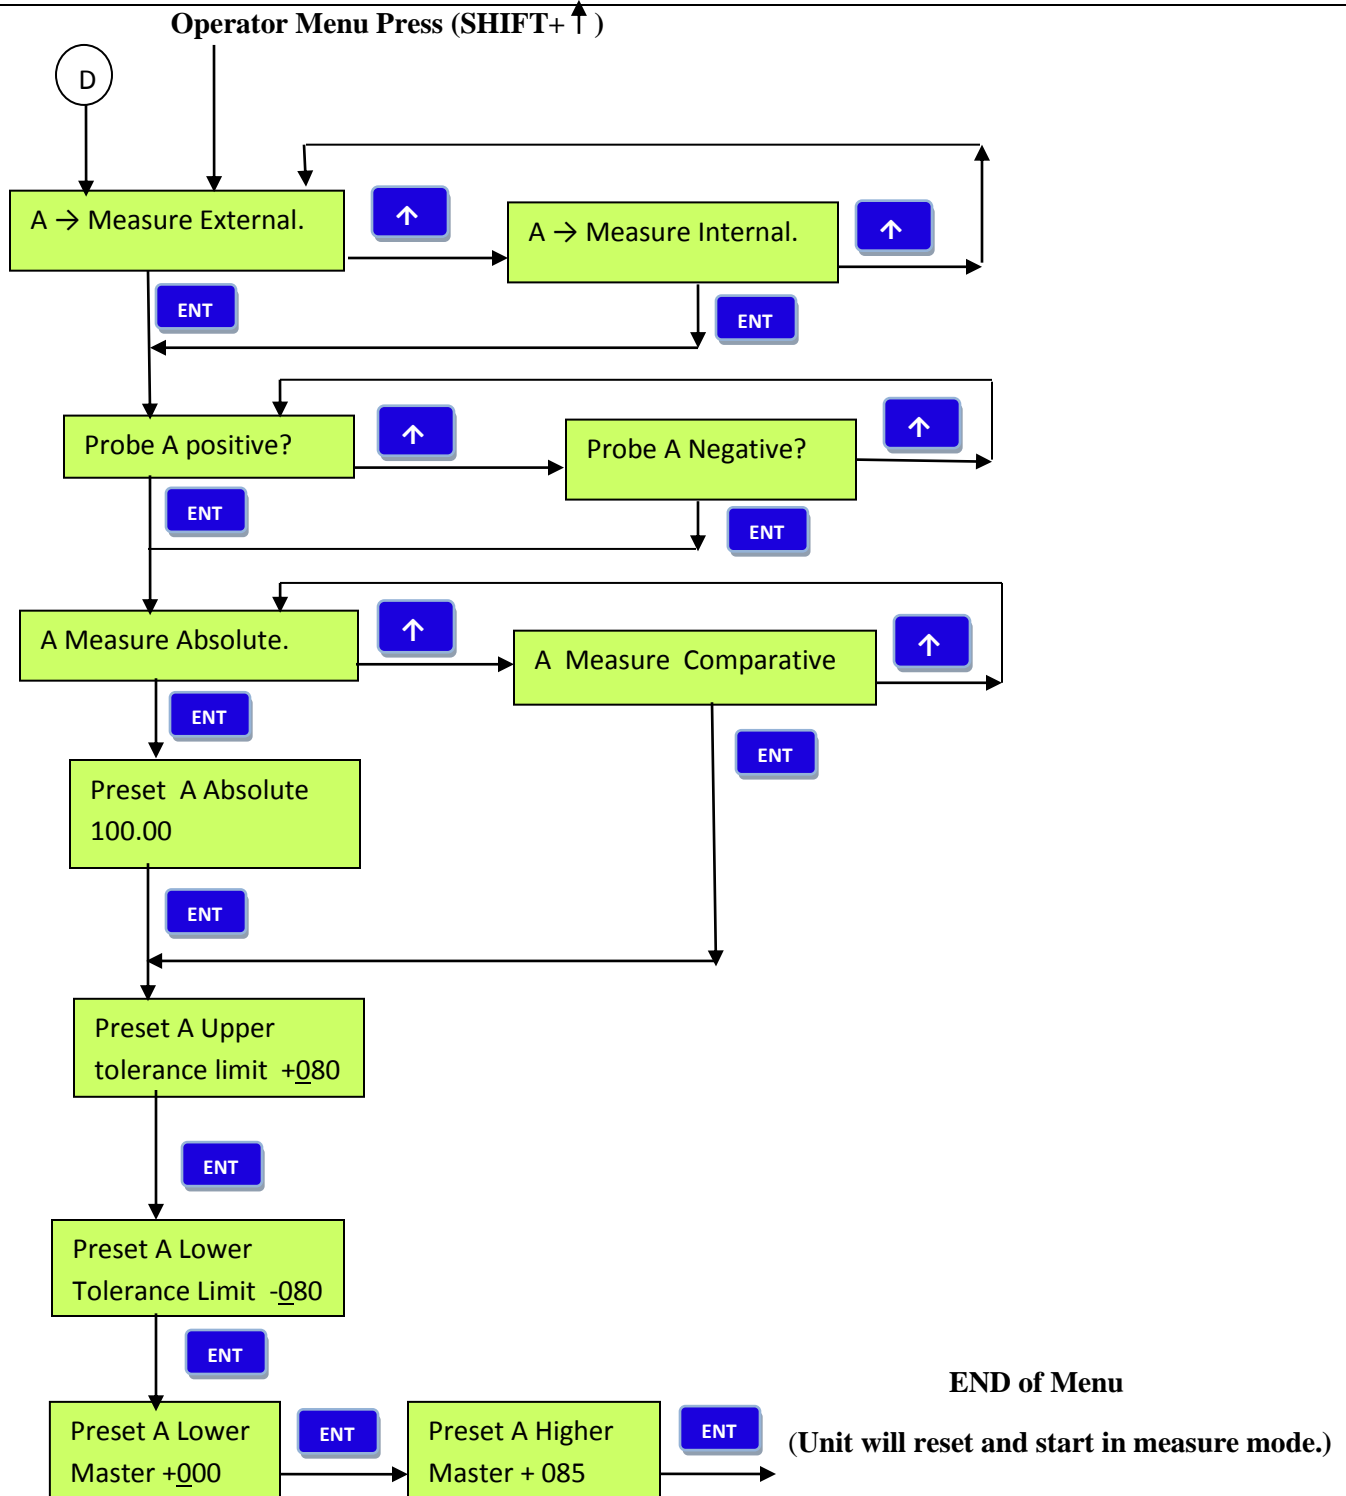 Operator Menu Press (SHIFT+ ↑ )
D
A → Measure External.
↑
A → Measure Internal.
↑
ENT
ENT
Probe A positive?
↑
Probe A Negative?
↑
ENT
ENT
A Measure Absolute.
↑
A Measure Comparative
↑
ENT
ENT
Preset A Absolute
100.00
ENT
Preset A Upper
tolerance limit +080
ENT
Preset A Lower
Tolerance Limit -080
ENT
Preset A Lower
Master +000
ENT
Preset A Higher
Master + 085
ENT
END of Menu
(Unit will reset and start in measure mode.)